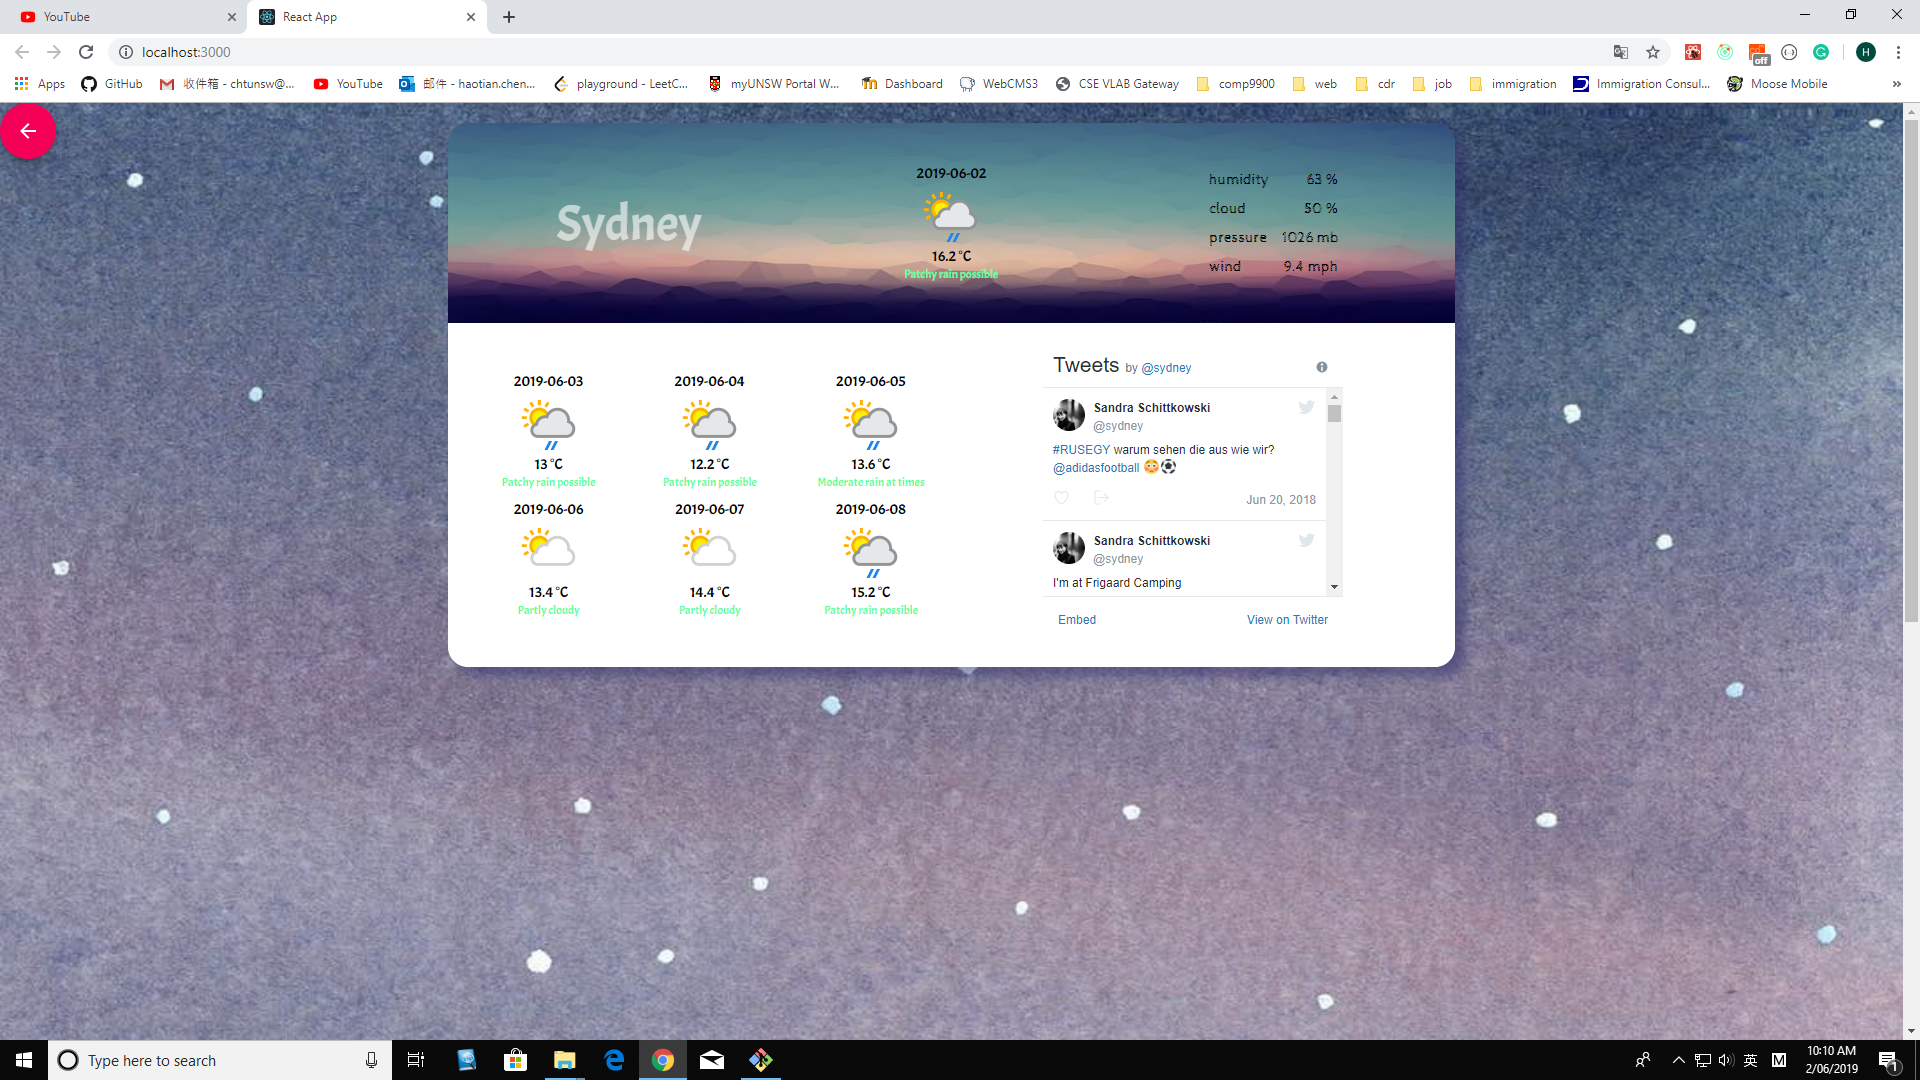 YouTube
React App
localhost:3000
off
H
Apps
GitHub
收件箱 - chtunsw@...
YouTube
邮件 - haotian.chen...
playground - LeetC...
myUNSW Portal W...
Dashboard
WebCMS3
CSE VLAB Gateway
comp9900
web
cdr
job
immigration
Immigration Consul...
Moose Mobile
»
Sydney
2019-06-02
16.2 °C
Patchy rain possible
humidity 63 %
cloud 50 %
pressure 1026 mb
wind 9.4 mph
2019-06-03
13 °C
Patchy rain possible
2019-06-04
12.2 °C
Patchy rain possible
2019-06-05
13.6 °C
Moderate rain at times
2019-06-06
13.4 °C
Partly cloudy
2019-06-07
14.4 °C
Partly cloudy
2019-06-08
15.2 °C
Patchy rain possible
Tweets by @sydney
Sandra Schittkowski
@sydney
#RUSEGY warum sehen die aus wie wir?
@adidasfootball 😳⚽
Jun 20, 2018
Sandra Schittkowski
@sydney
I'm at Frigaard Camping
Embed
View on Twitter
Type here to search
英
M
10:10 AM
2/06/2019
1